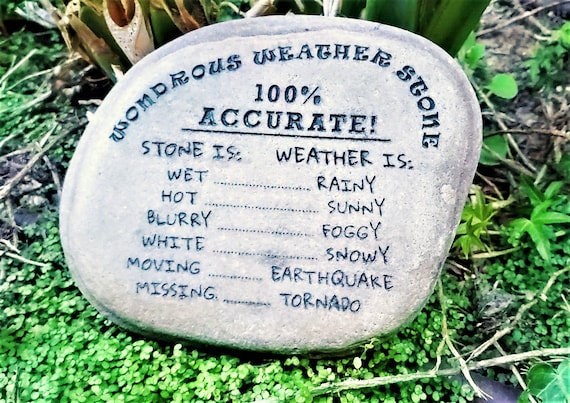 WONDROUS WEATHER STONE
100%
ACCURATE!
STONE IS: WEATHER IS:
WET .................... RAINY
HOT ........................ SUNNY
BLURRY .................... FOGGY
WHITE ....................... SNOWY
MOVING .............. EARTHQUAKE
MISSING ........... TORNADO